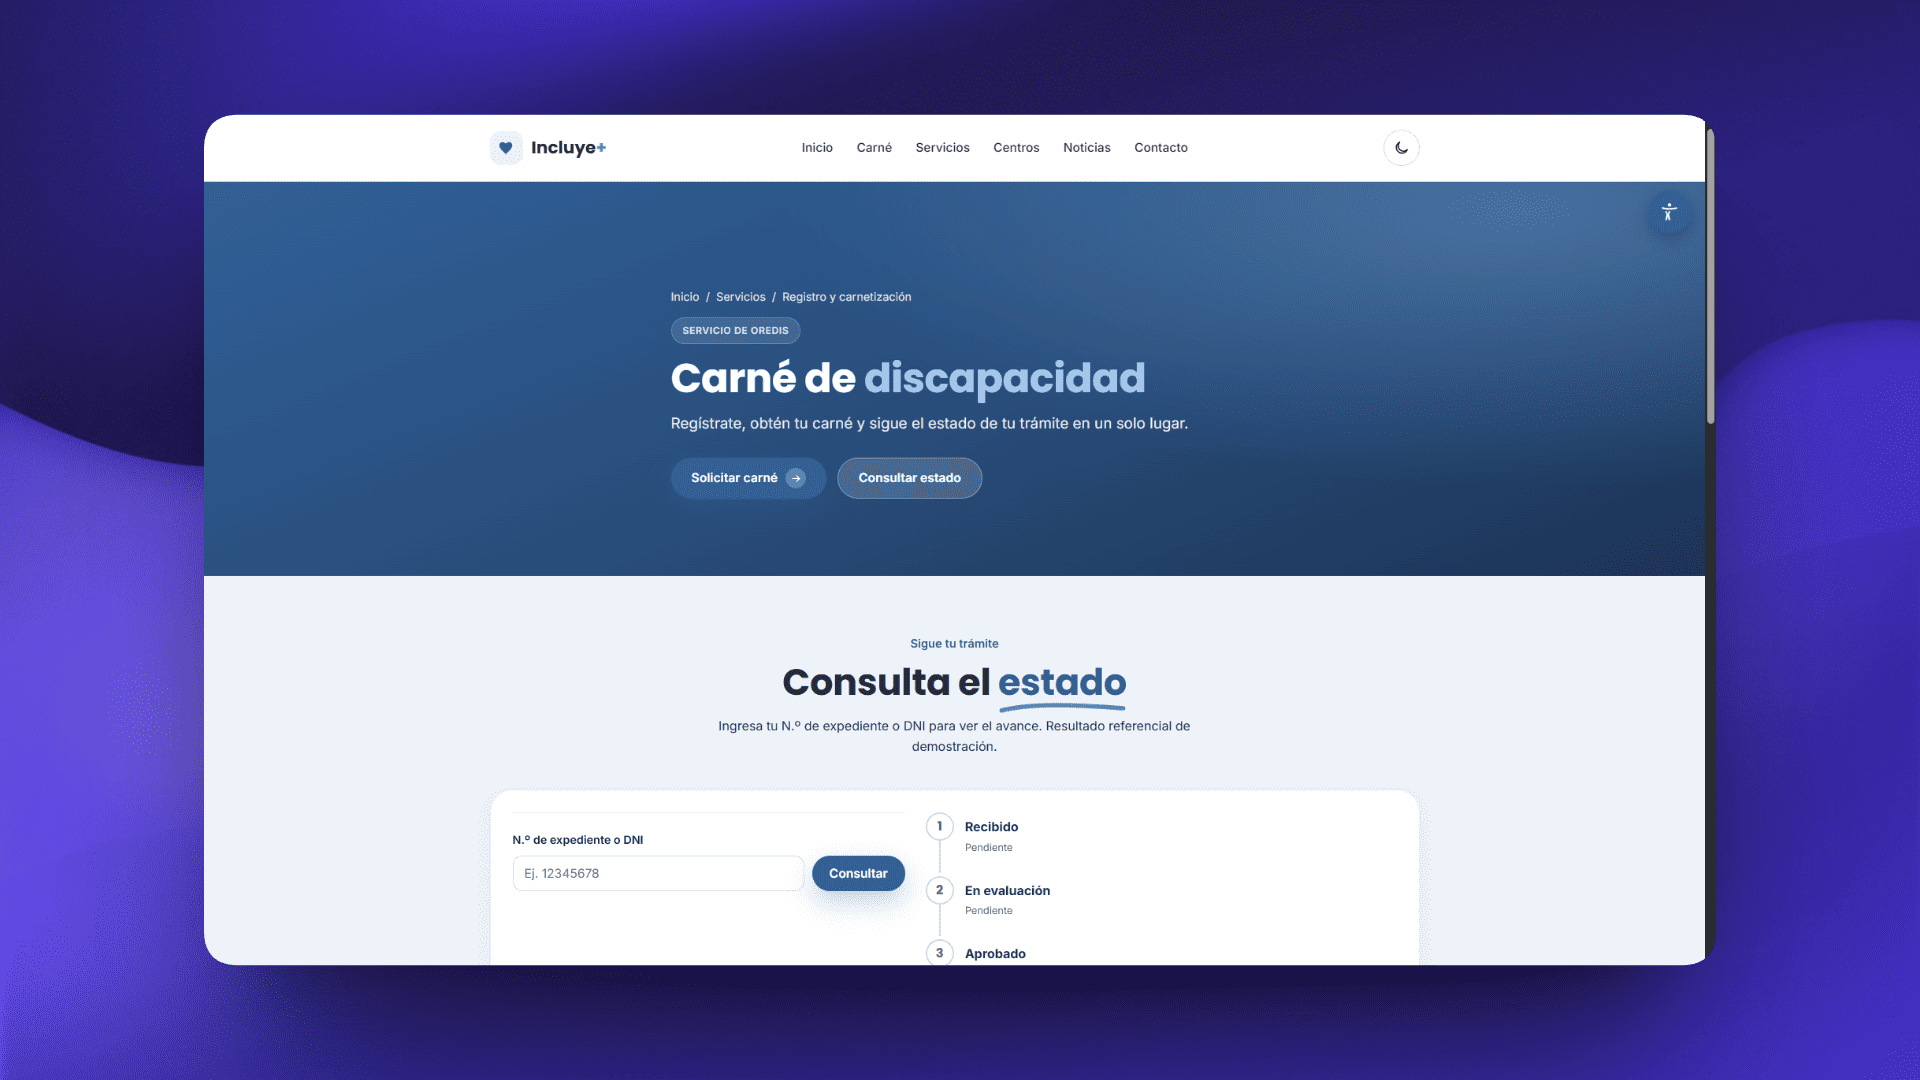 Incluye+
Inicio Carné Servicios Centros Noticias Contacto
Inicio / Servicios / Registro y carnetización
SERVICIO DE OREDIS
Carné de discapacidad
Regístrate, obtén tu carné y sigue el estado de tu trámite en un solo lugar.
Solicitar carné → Consultar estado
Sigue tu trámite
Consulta el estado
Ingresa tu N.º de expediente o DNI para ver el avance. Resultado referencial de
demostración.
N.º de expediente o DNI
Ej. 12345678
Consultar
1 Recibido
Pendiente
2 En evaluación
Pendiente
3 Aprobado